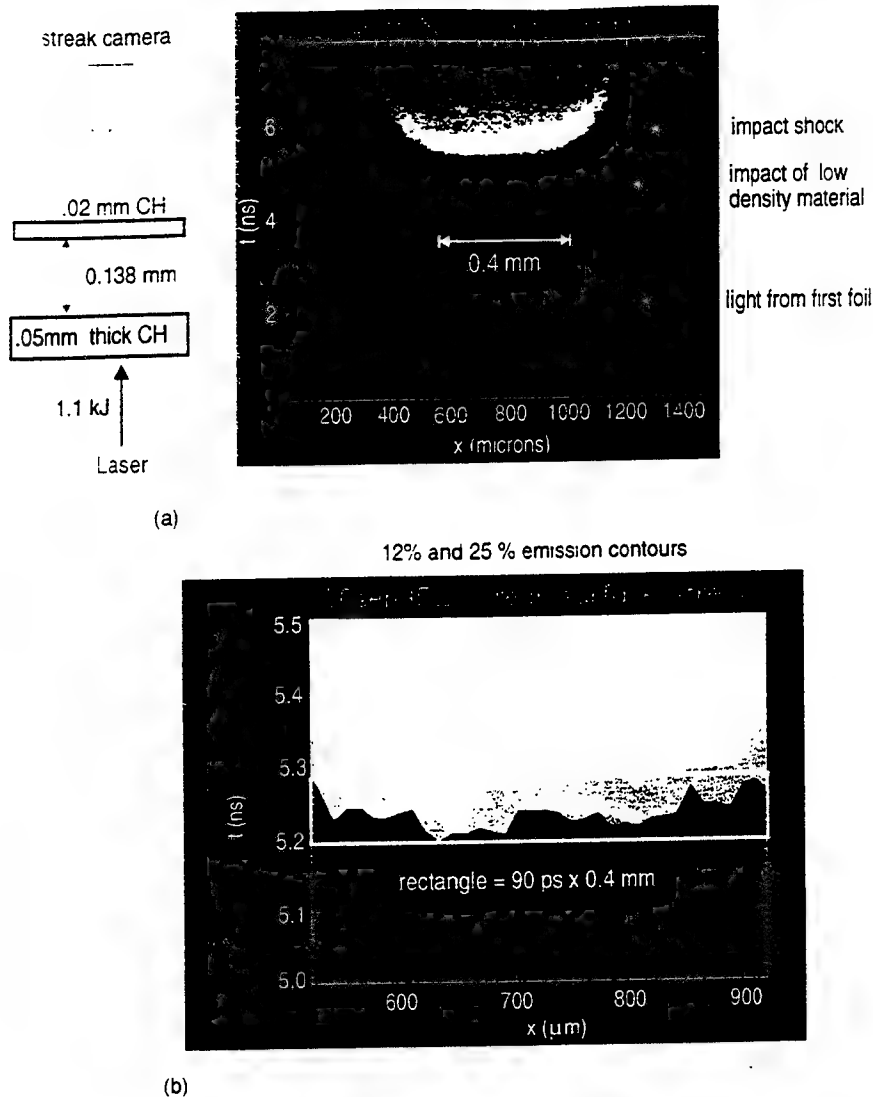 streak camera
.02 mm CH
0.138 mm
.05mm thick CH
1.1 kJ
Laser
t (ns)
6
4
2
0.4 mm
200 400 600 800 1000 1200 1400
x (microns)
impact shock
impact of low
density material
light from first foil
(a)
12% and 25 % emission contours
t (ns)
5.5
5.4
5.3
5.2
5.1
5.0
rectangle = 90 ps x 0.4 mm
600 700 800 900
x (μm)
(b)